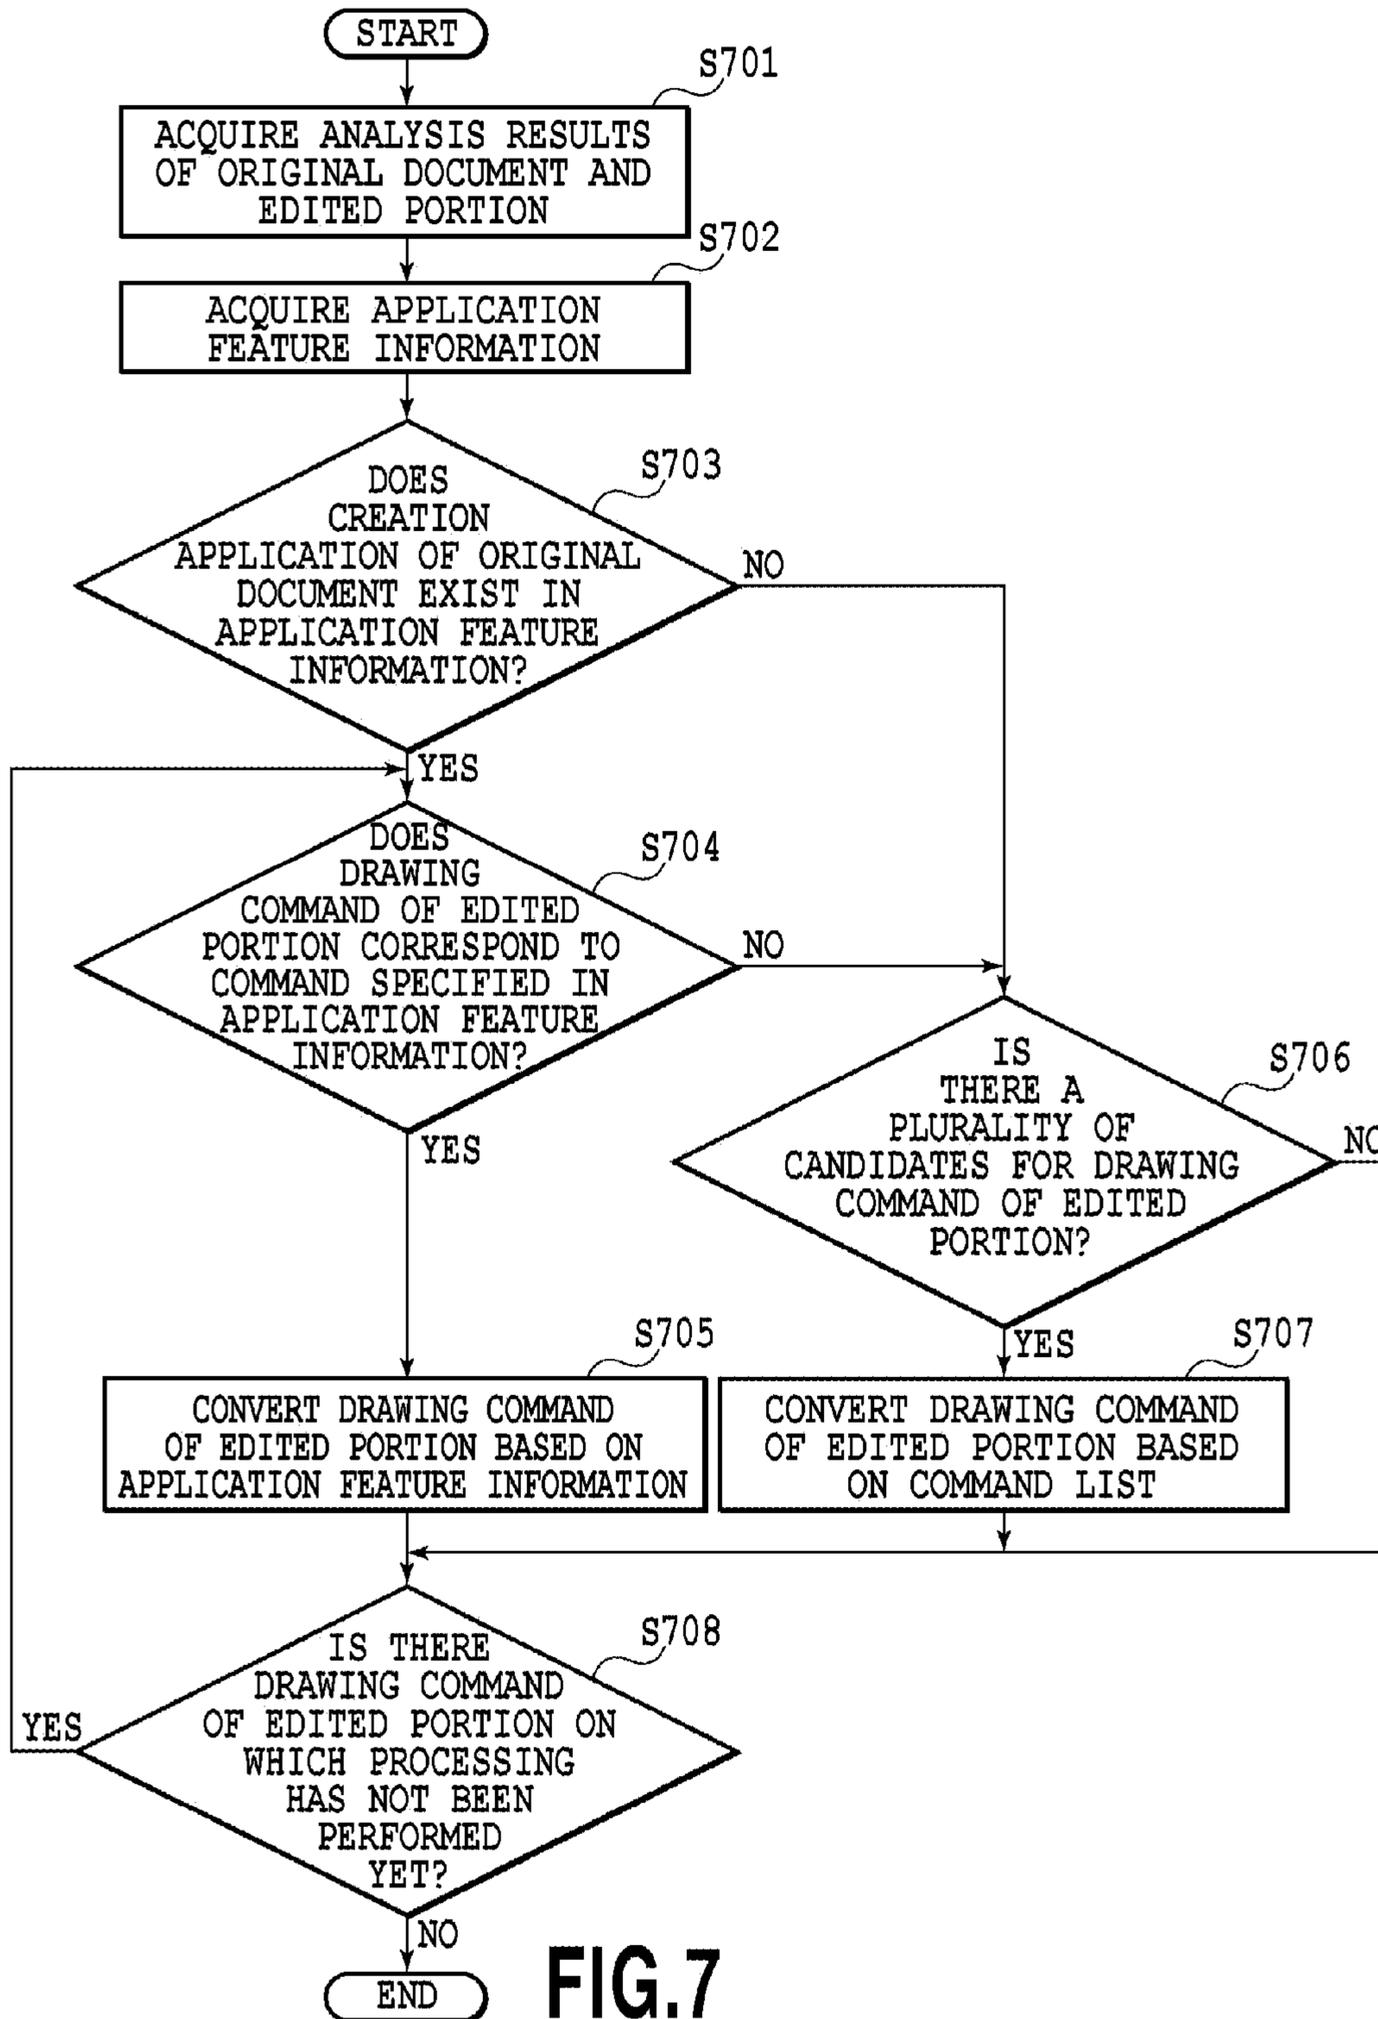 START
S701
ACQUIRE ANALYSIS RESULTS
OF ORIGINAL DOCUMENT AND
EDITED PORTION
S702
ACQUIRE APPLICATION
FEATURE INFORMATION
S703
DOES
CREATION
APPLICATION OF ORIGINAL
DOCUMENT EXIST IN
APPLICATION FEATURE
INFORMATION?
NO
YES
S704
DOES
DRAWING
COMMAND OF EDITED
PORTION CORRESPOND TO
COMMAND SPECIFIED IN
APPLICATION FEATURE
INFORMATION?
NO
YES
S706
IS
THERE A
PLURALITY OF
CANDIDATES FOR DRAWING
COMMAND OF EDITED
PORTION?
NO
YES
S705
CONVERT DRAWING COMMAND
OF EDITED PORTION BASED ON
APPLICATION FEATURE INFORMATION
S707
CONVERT DRAWING COMMAND
OF EDITED PORTION BASED
ON COMMAND LIST
S708
IS THERE
DRAWING COMMAND
OF EDITED PORTION ON
WHICH PROCESSING
HAS NOT BEEN
PERFORMED
YET?
YES
NO
END
FIG.7